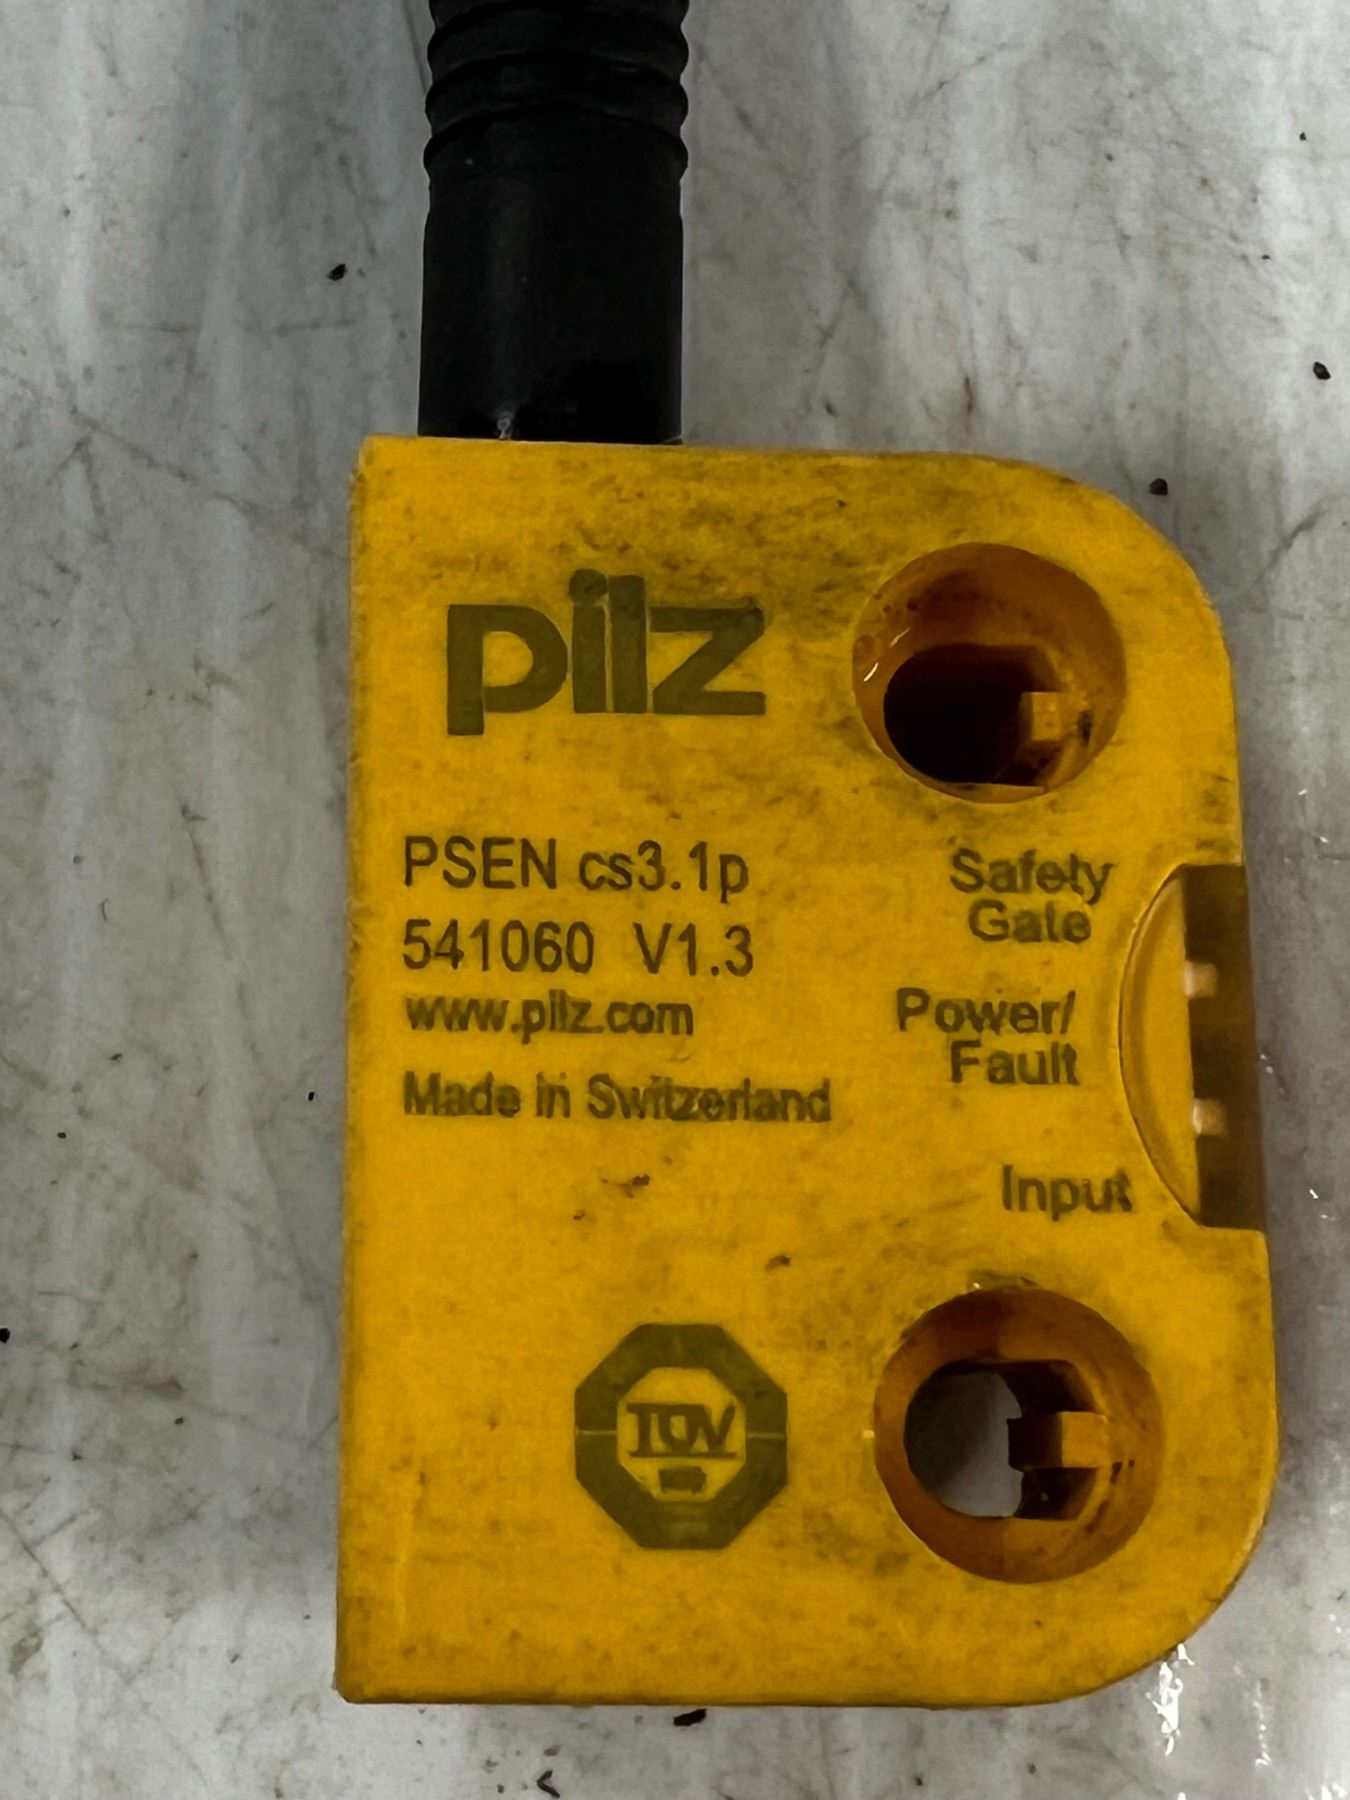 pilz
PSEN cs3.1p
541060 V1.3
www.pilz.com
Made in Switzerland
Safety
Gate
Power/
Fault
Input
TÜV